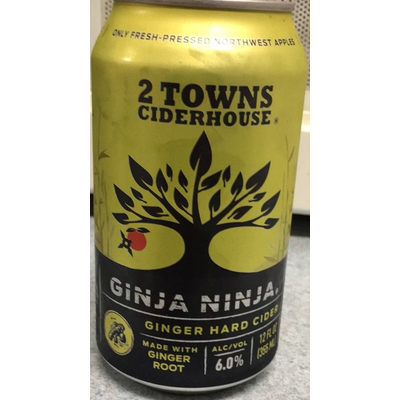 ONLY FRESH-PRESSED NORTHWEST APPLES
2 TOWNS
CIDERHOUSE®
GINJA NINJA®
GINGER HARD CIDER
MADE WITH
GINGER
ROOT
ALC/VOL
6.0%
12 FL OZ
(355 ML)